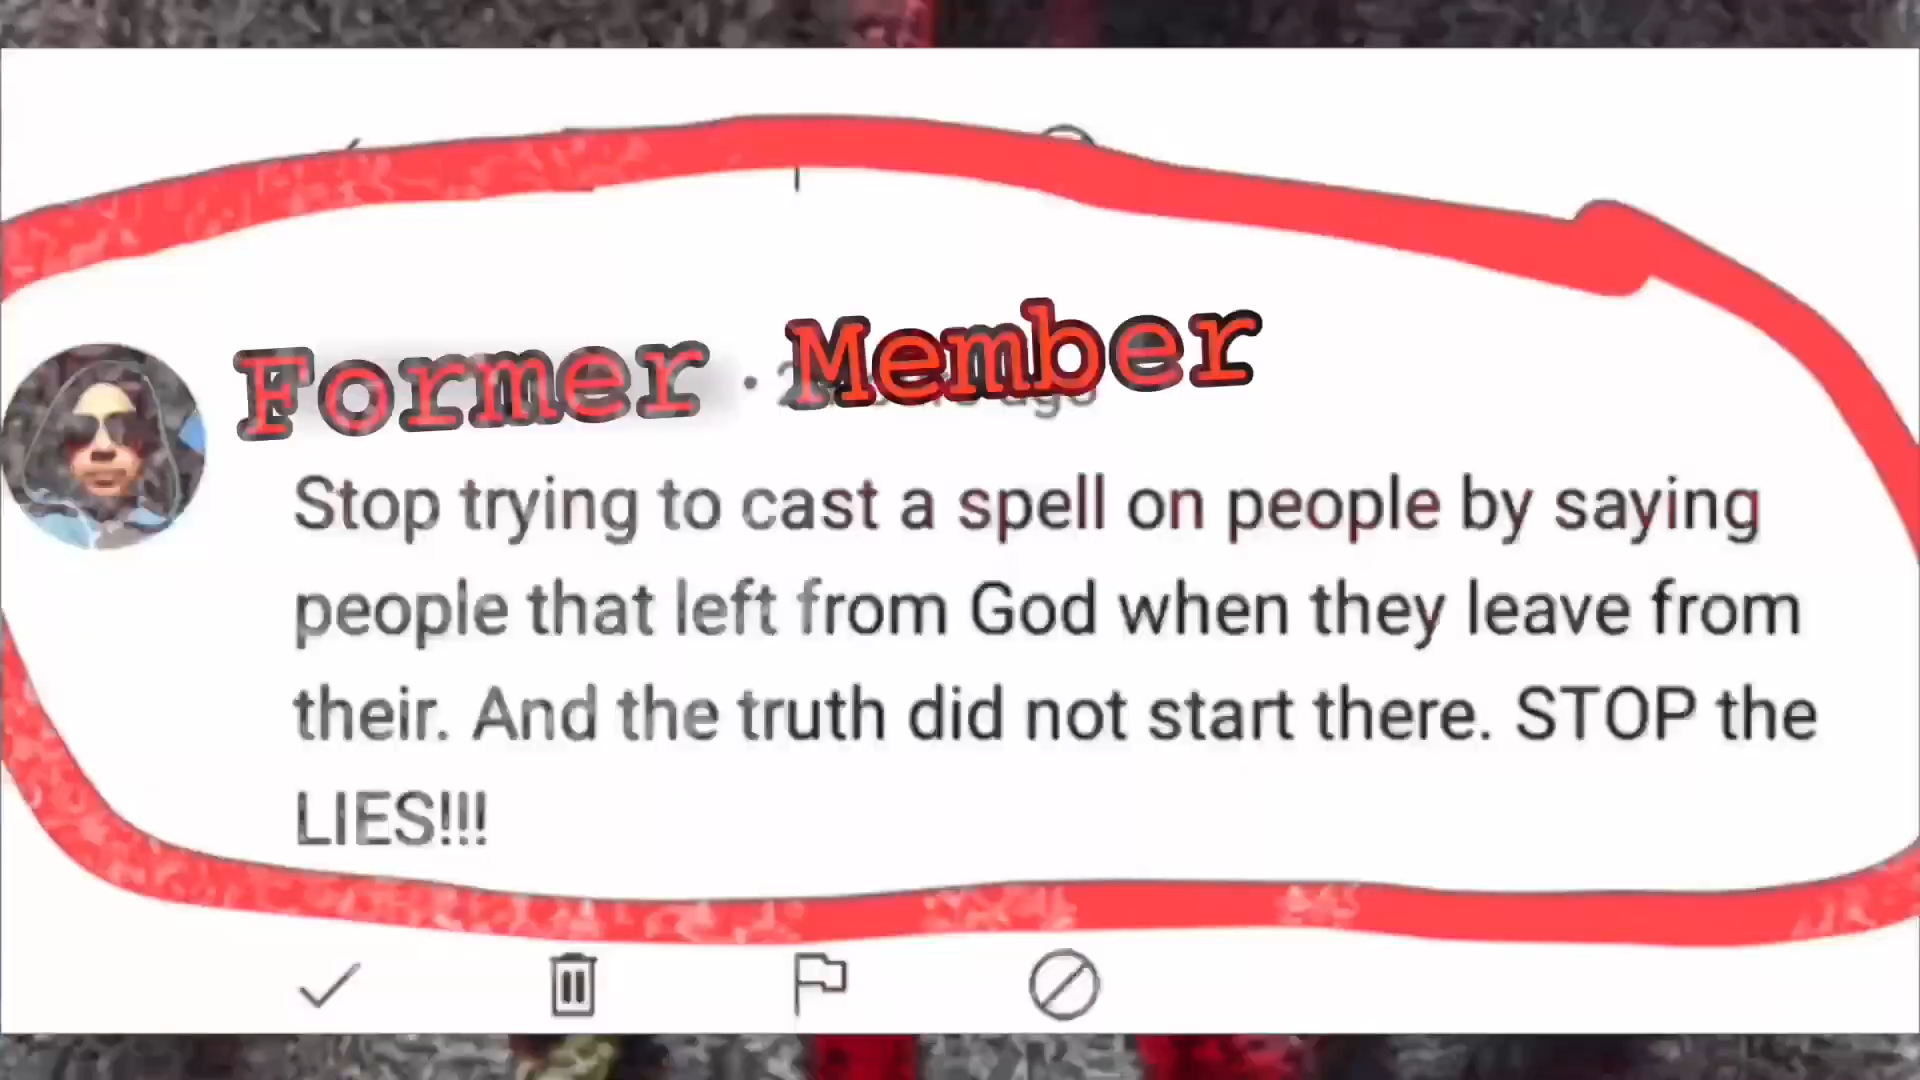 Former Member
Stop trying to cast a spell on people by saying
people that left from God when they leave from
their. And the truth did not start there. STOP the
LIES!!!